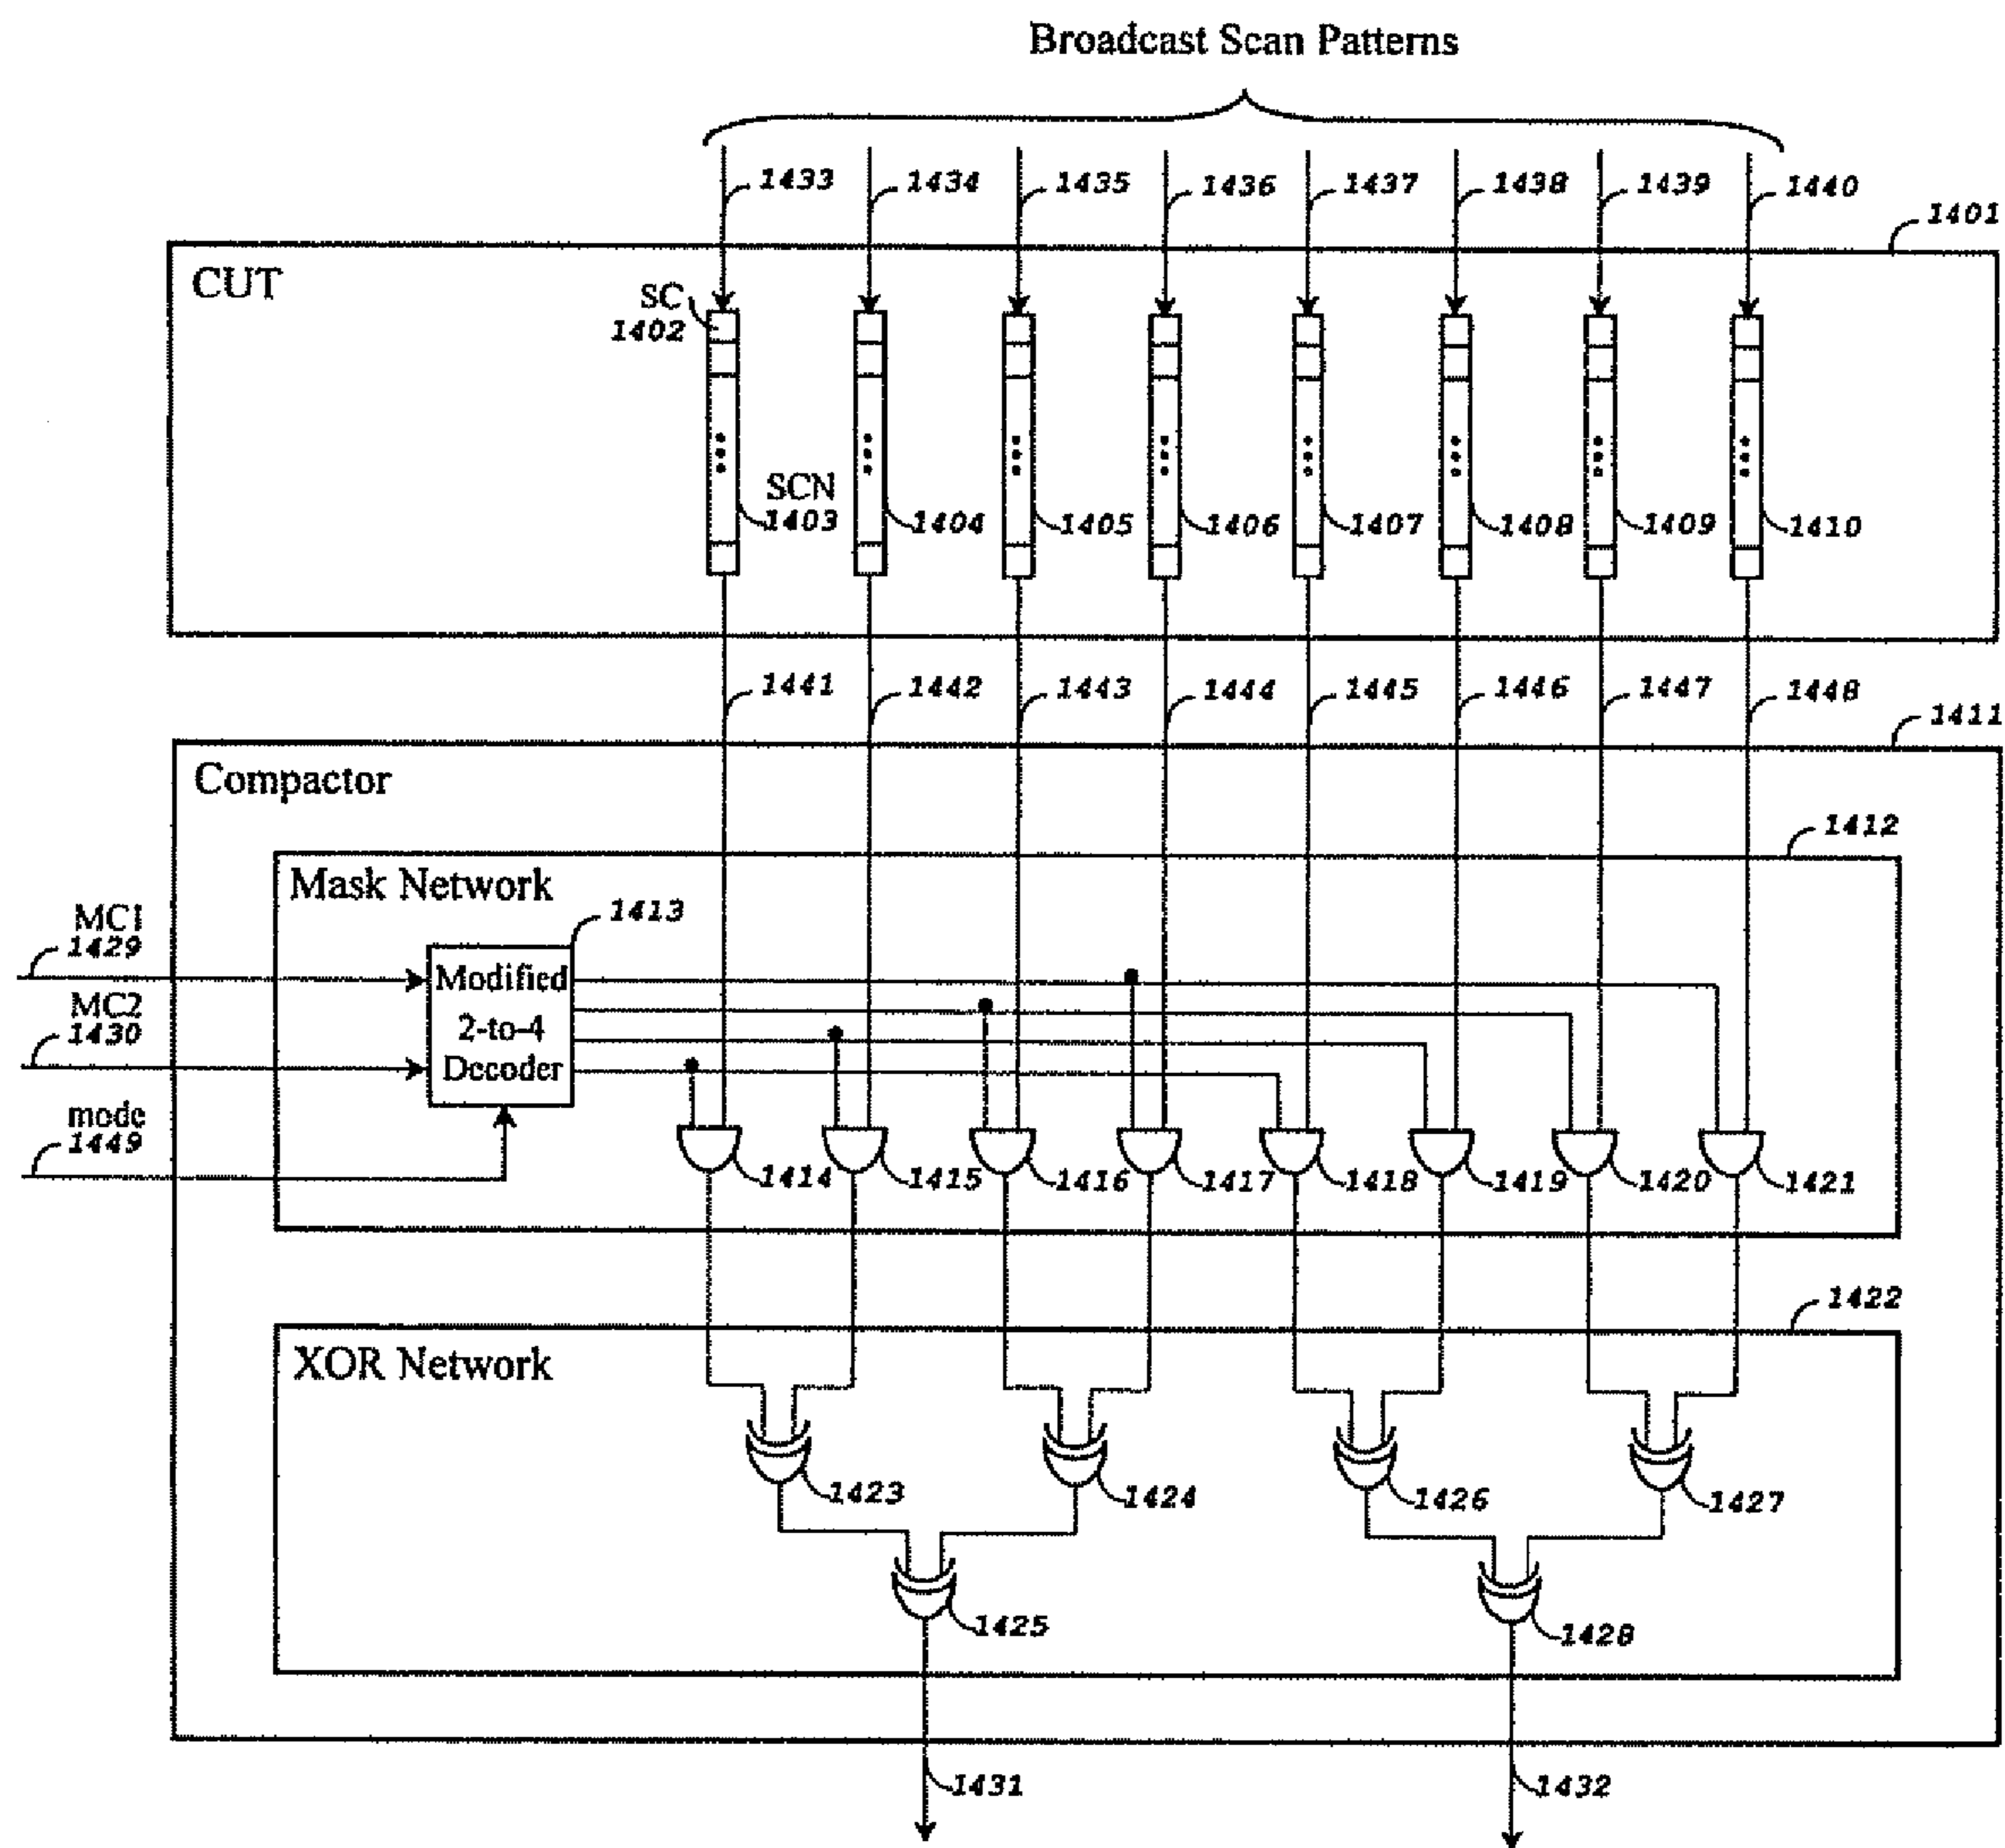 Broadcast Scan Patterns
1433 1434 1435 1436 1437 1438 1439 1440
1401
CUT
SC
1402
SCN
1403 1404 1405 1406 1407 1408 1409 1410
1441 1442 1443 1444 1445 1446 1447 1448
1411
Compactor
1412
Mask Network
1413
MC1
1429
MC2
1430
mode
1449
Modified
2-to-4
Decoder
1414 1415 1416 1417 1418 1419 1420 1421
1422
XOR Network
1423 1424 1426 1427
1425 1428
1431 1432